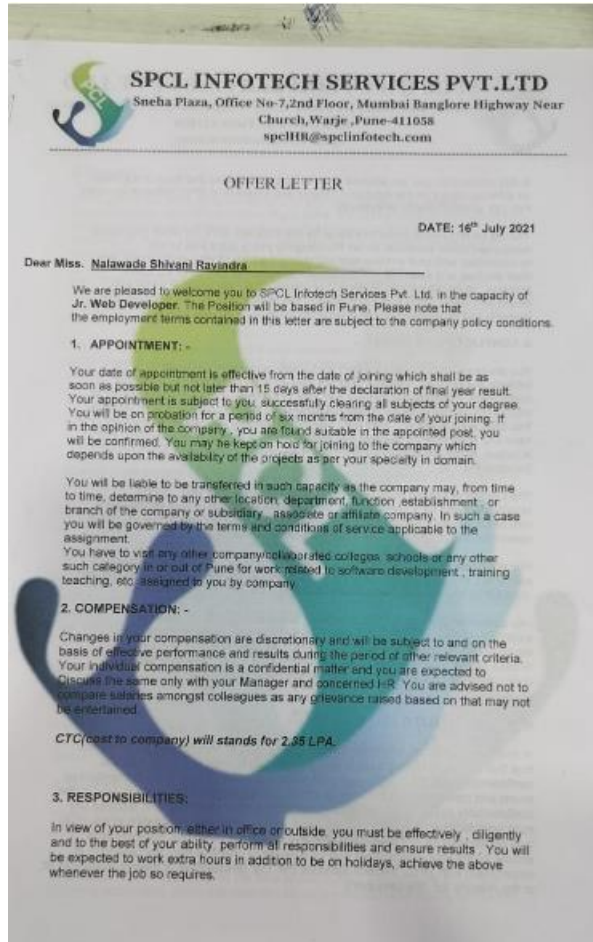 SPCL
SPCL INFOTECH SERVICES PVT.LTD
Sneha Plaza, Office No-7,2nd Floor, Mumbai Banglore Highway Near
Church,Warje ,Pune-411058
spclHR@spclinfotech.com
OFFER LETTER
DATE: 16th July 2021
Dear Miss. Nalawade Shivani Ravindra
We are pleased to welcome you to SPCL Infotech Services Pvt. Ltd. in the capacity of
Jr. Web Developer. The Position will be based in Pune. Please note that
the employment terms contained in this letter are subject to the company policy conditions.
1. APPOINTMENT: -
Your date of appointment is effective from the date of joining which shall be as
soon as possible but not later than 15 days after the declaration of final year result.
Your appointment is subject to you, successfully clearing all subjects of your degree.
You will be on probation for a period of six months from the date of your joining. If
in the opinion of the company , you are found suitable in the appointed post, you
will be confirmed. You may he kept on hold for joining to the company which
depends upon the availability of the projects as per your specialty in domain.
You will be liable to be transferred in such capacity as the company may, from time
to time, determine to any other location, department, function ,establishment , or
branch of the company or subsidiary , associate or affiliate company. In such a case
you will be governed by the terms and conditions of service applicable to the
assignment.
You have to visit any other company/collaborated colleges, schools or any other
such category in or out of Pune for work related to software development , training
teaching, etc. assigned to you by company.
2. COMPENSATION: -
Changes in your compensation are discretionary and will be subject to and on the
basis of effective performance and results during the period of other relevant criteria.
Your individual compensation is a confidential matter and you are expected to
Discuss the same only with your Manager and concerned HR. You are advised not to
compare salaries amongst colleagues as any grievance raised based on that may not
be entertained.
CTC(cost to company) will stands for 2.35 LPA.
3. RESPONSIBILITIES:
In view of your position, either in office or outside, you must be effectively , diligently
and to the best of your ability, perform all responsibilities and ensure results . You will
be expected to work extra hours in addition to be on holidays, achieve the above
whenever the job so requires.